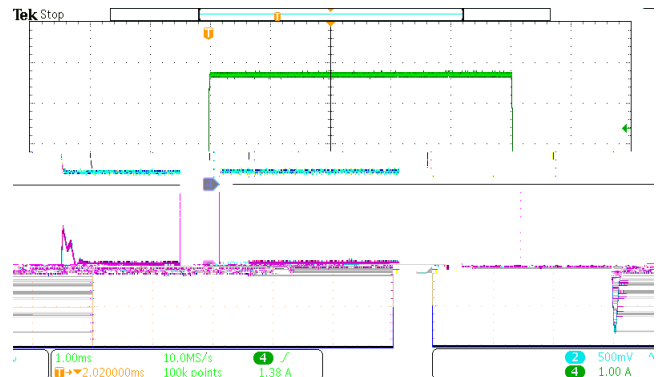 Tek Stop
T
T
1.00ms 10.0MS/s 4 2 500mV
T→▼2.020000ms 100k points 1.38 A 4 1.00 A